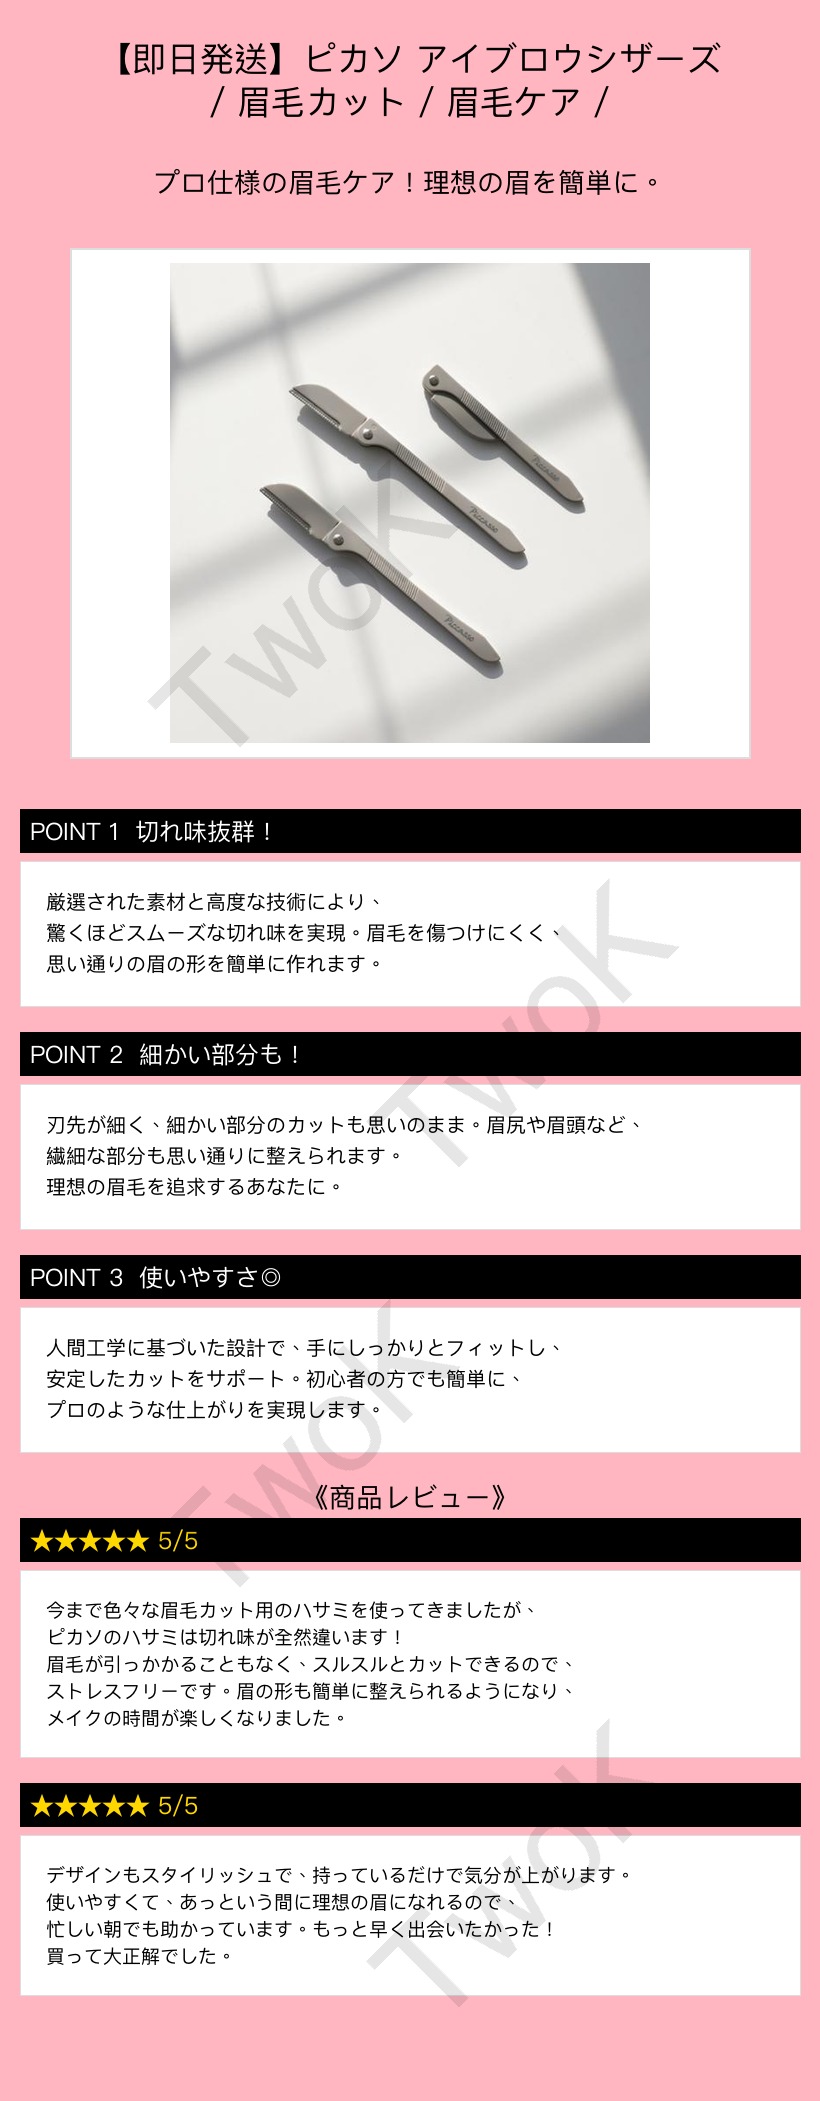 【即日発送】ピカソ アイブロウシザーズ
/ 眉毛カット / 眉毛ケア /
プロ仕様の眉毛ケア！理想の眉を簡単に。
Piccasso
Piccasso
Piccasso
TwoK
POINT 1 切れ味抜群！
厳選された素材と高度な技術により、
驚くほどスムーズな切れ味を実現。眉毛を傷つけにくく、
思い通りの眉の形を簡単に作れます。
TwoK
POINT 2 細かい部分も！
刃先が細く、細かい部分のカットも思いのまま。眉尻や眉頭など、
繊細な部分も思い通りに整えられます。
理想の眉毛を追求するあなたに。
POINT 3 使いやすさ◎
人間工学に基づいた設計で、手にしっかりとフィットし、
安定したカットをサポート。初心者の方でも簡単に、
プロのような仕上がりを実現します。
TwoK
《商品レビュー》
★★★★★ 5/5
今まで色々な眉毛カット用のハサミを使ってきましたが、
ピカソのハサミは切れ味が全然違います！
眉毛が引っかかることもなく、スルスルとカットできるので、
ストレスフリーです。眉の形も簡単に整えられるようになり、
メイクの時間が楽しくなりました。
★★★★★ 5/5
デザインもスタイリッシュで、持っているだけで気分が上がります。
使いやすくて、あっという間に理想の眉になれるので、
忙しい朝でも助かっています。もっと早く出会いたかった！
買って大正解でした。
TwoK